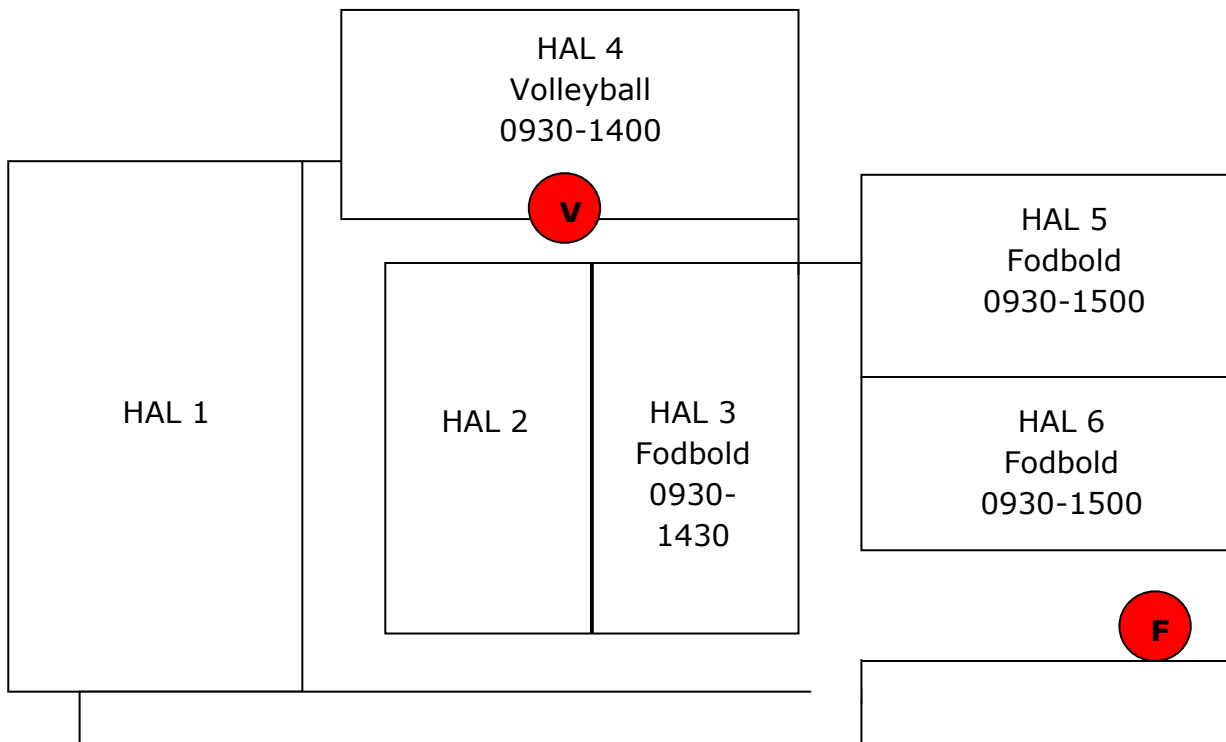 HAL 4
Volleyball
0930-1400
V
HAL 5
Fodbold
0930-1500
HAL 1
HAL 2
HAL 3
Fodbold
0930-
1430
HAL 6
Fodbold
0930-1500
F